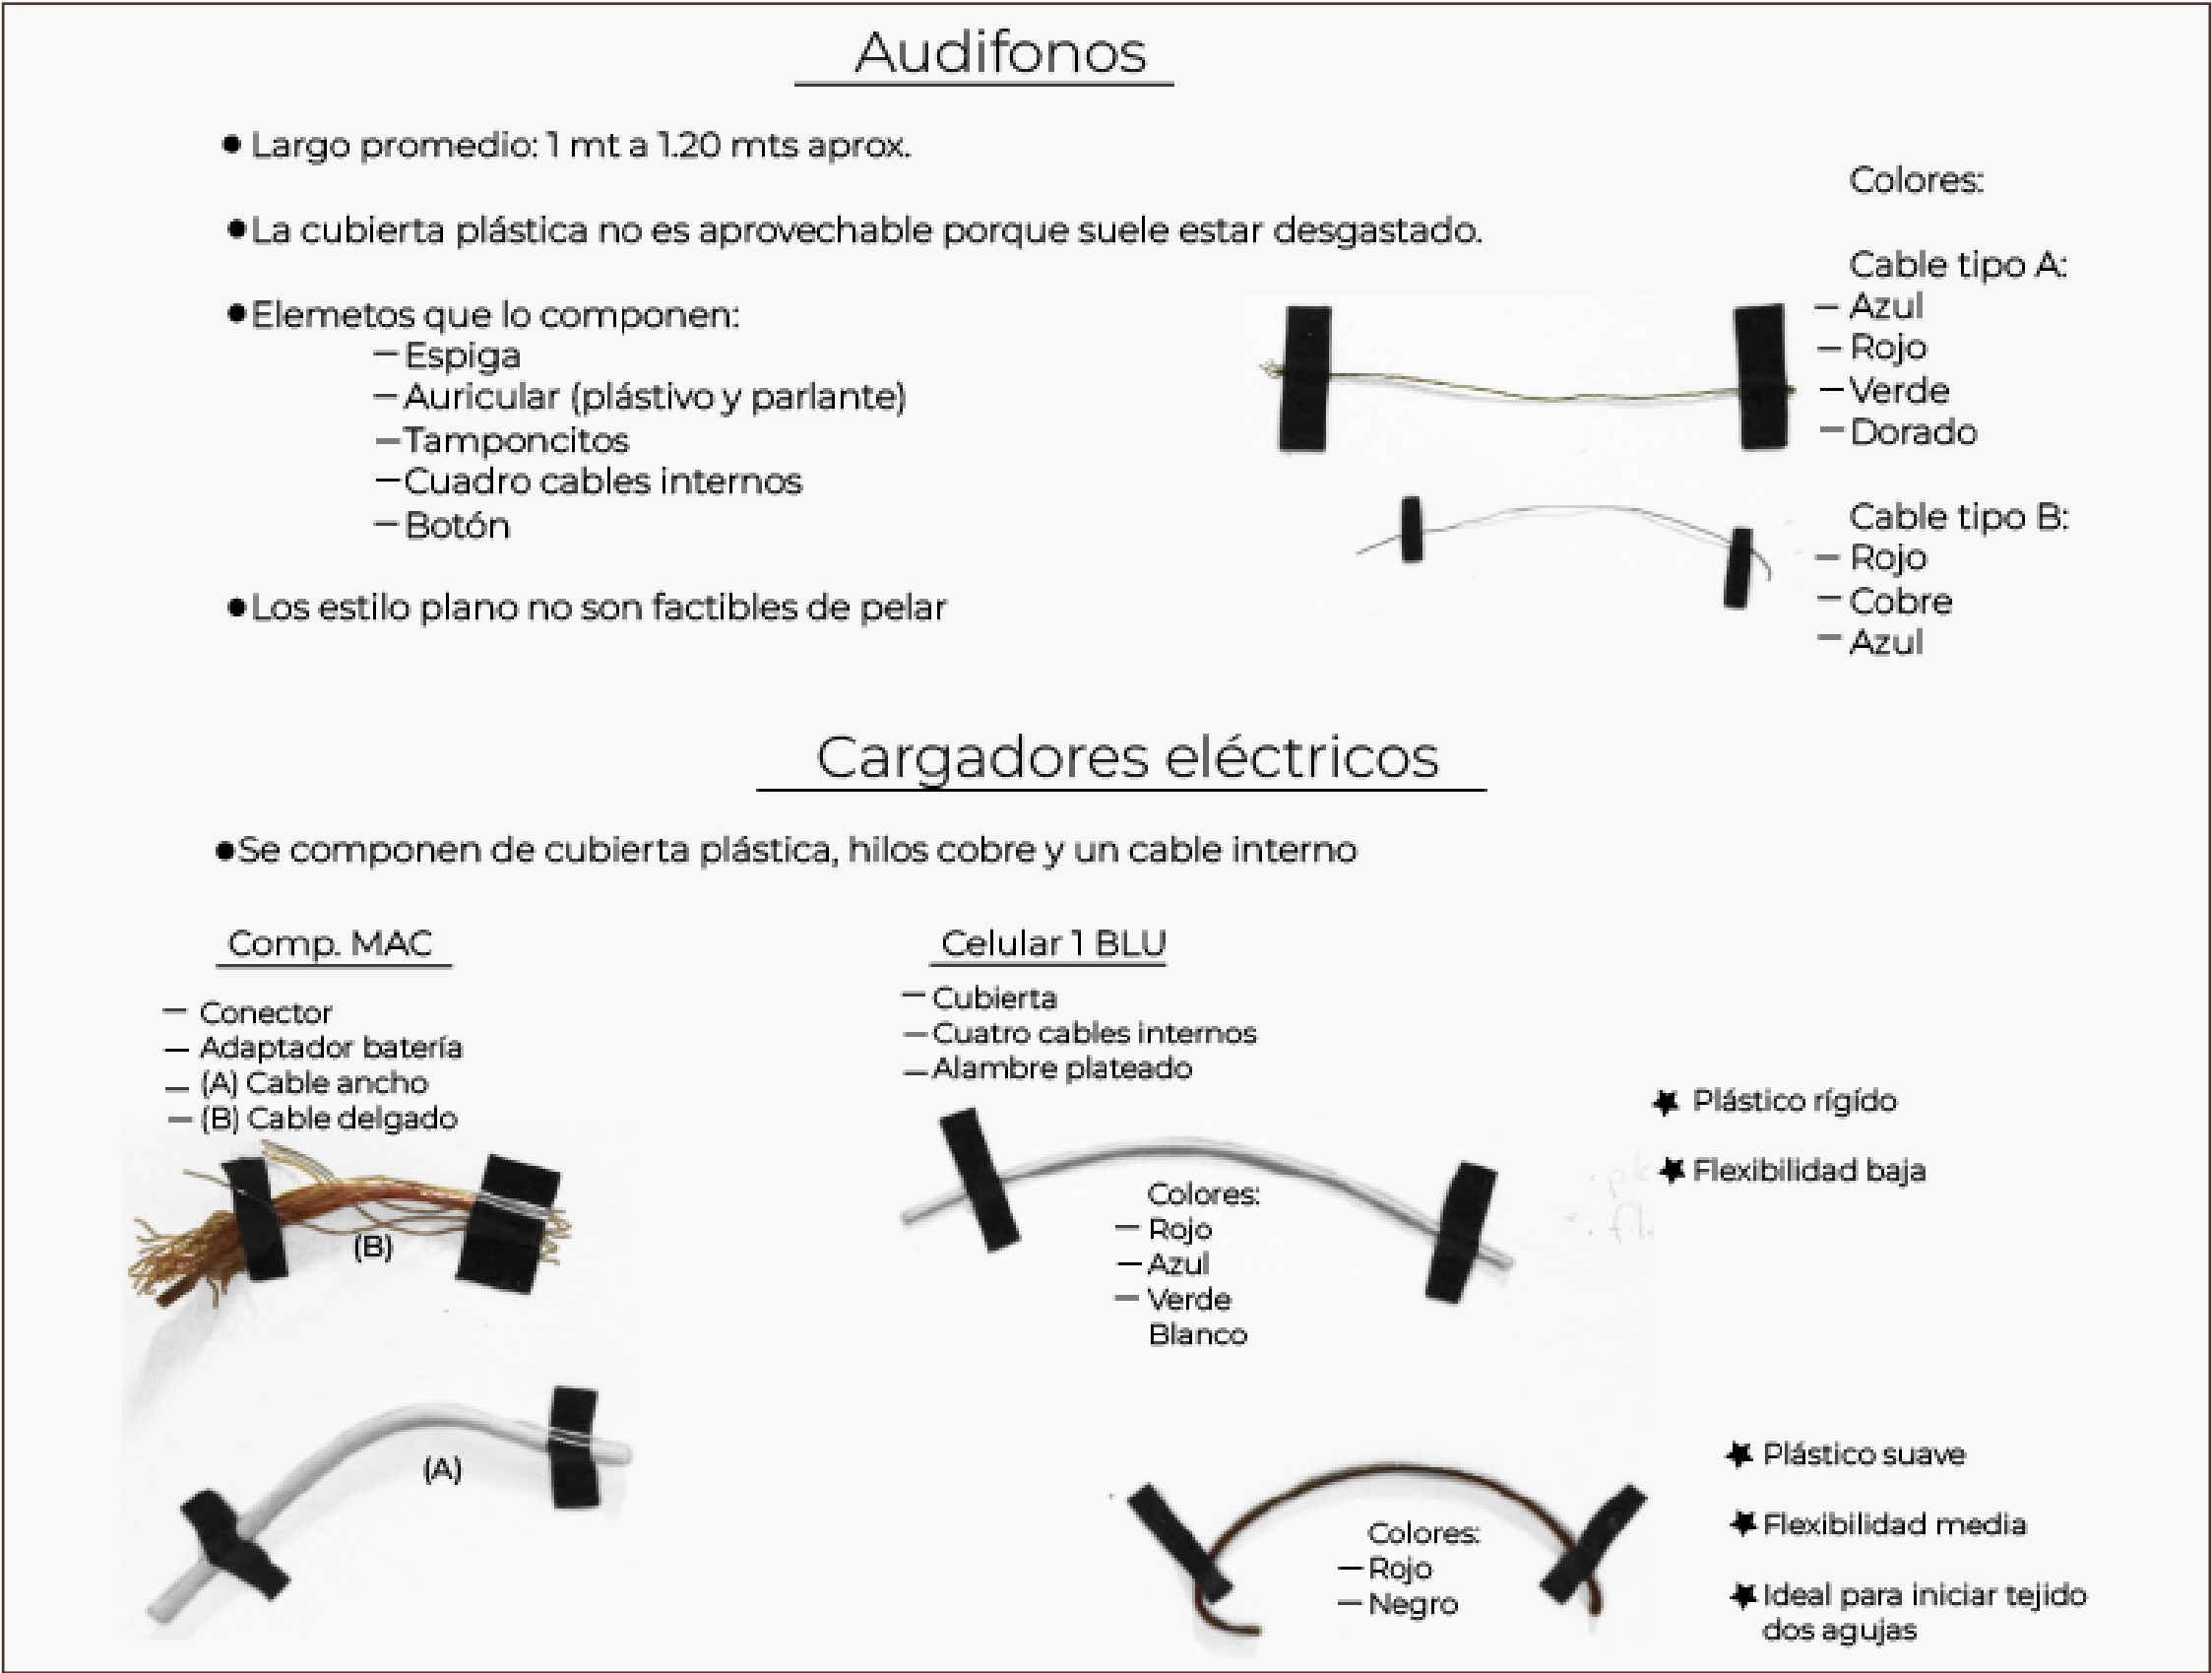 Audifonos
● Largo promedio: 1 mt a 1.20 mts aprox.
● La cubierta plástica no es aprovechable porque suele estar desgastado.
● Elemetos que lo componen:
— Espiga
— Auricular (plástivo y parlante)
— Tamponcitos
— Cuadro cables internos
— Botón
● Los estilo plano no son factibles de pelar
Colores:
Cable tipo A:
— Azul
— Rojo
— Verde
— Dorado
Cable tipo B:
— Rojo
— Cobre
— Azul
Cargadores eléctricos
● Se componen de cubierta plástica, hilos cobre y un cable interno
Comp. MAC
— Conector
— Adaptador batería
— (A) Cable ancho
— (B) Cable delgado
(B)
(A)
Celular 1 BLU
— Cubierta
— Cuatro cables internos
— Alambre plateado
Colores:
— Rojo
— Azul
— Verde
Blanco
★ Plástico rígído
★ Flexibilidad baja
Colores:
— Rojo
— Negro
★ Plástico suave
★ Flexibilidad media
★ Ideal para iniciar tejido
dos agujas